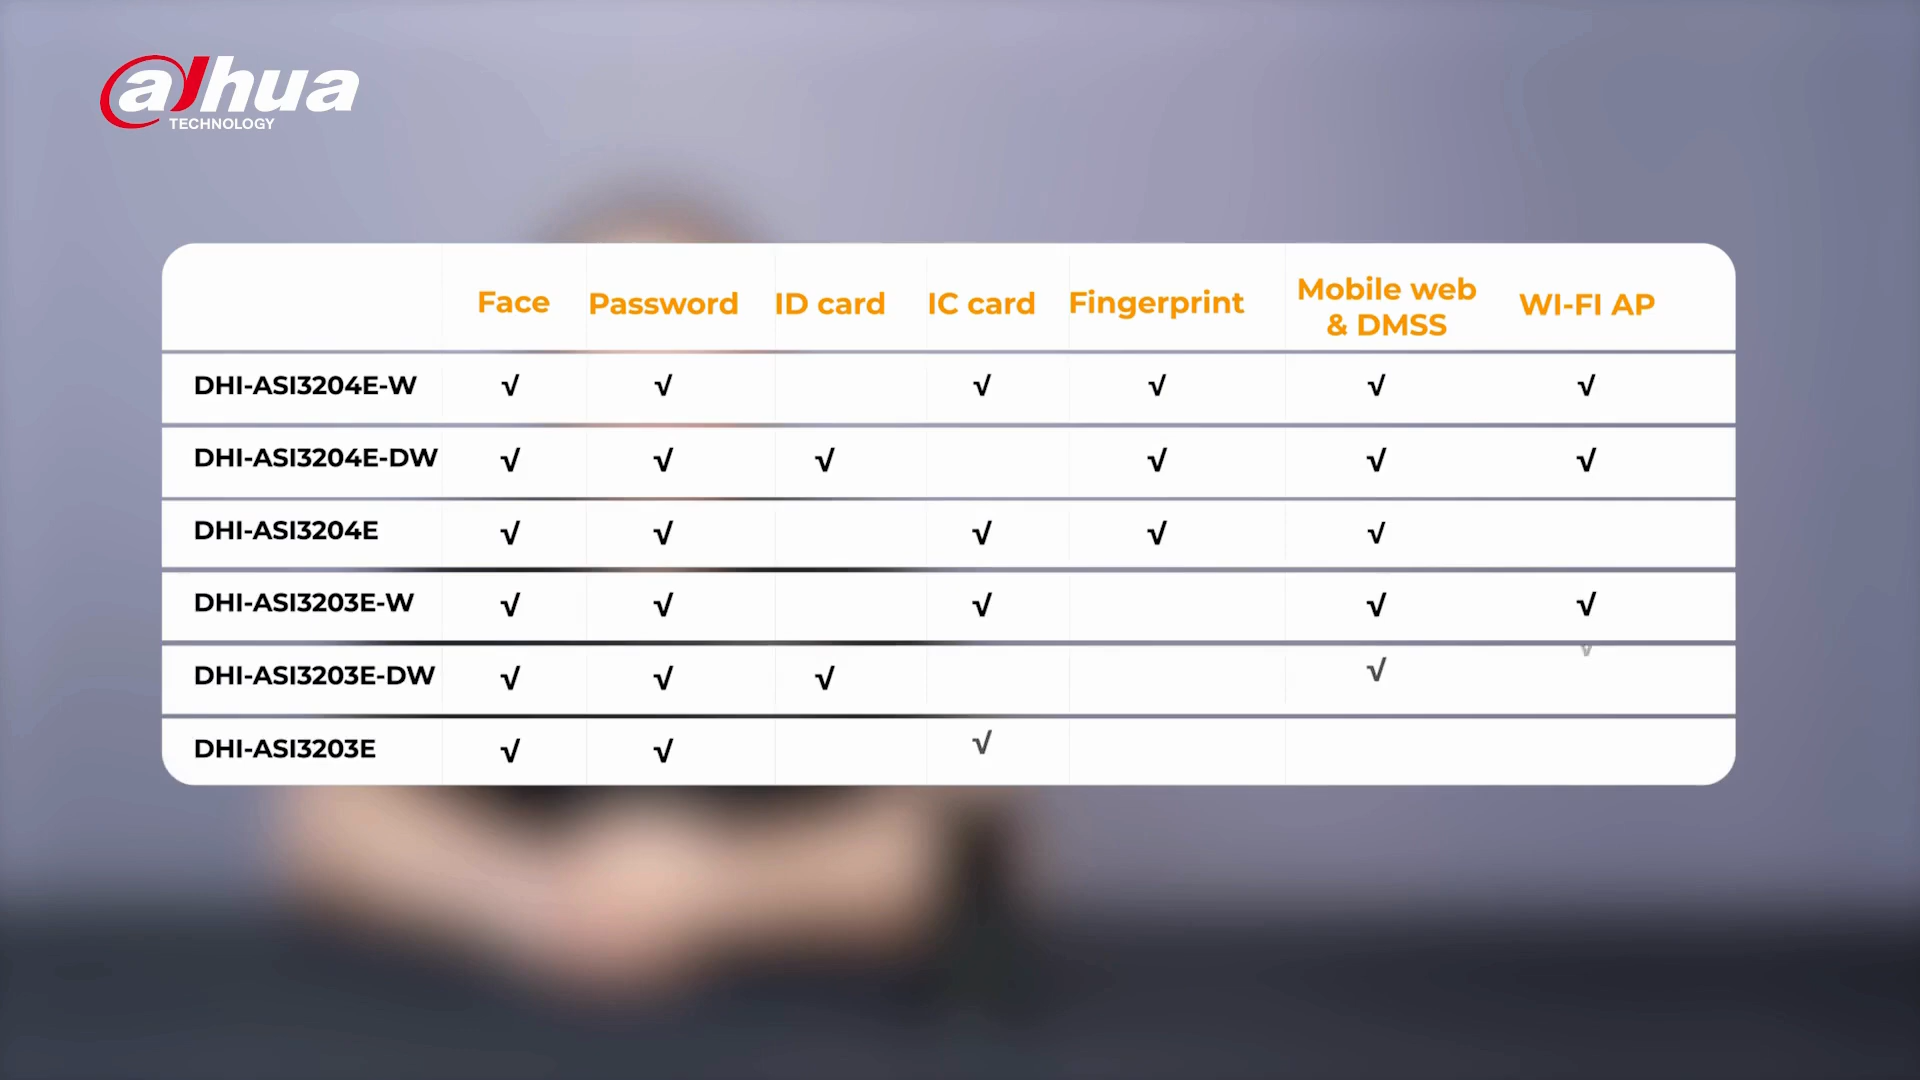 alhua
TECHNOLOGY
Face Password ID card IC card Fingerprint Mobile web & DMSS WI-FI AP
DHI-ASI3204E-W √ √ √ √ √ √
DHI-ASI3204E-DW √ √ √ √ √ √
DHI-ASI3204E √ √ √ √ √
DHI-ASI3203E-W √ √ √ √ √
DHI-ASI3203E-DW √ √ √ √ √
DHI-ASI3203E √ √ √